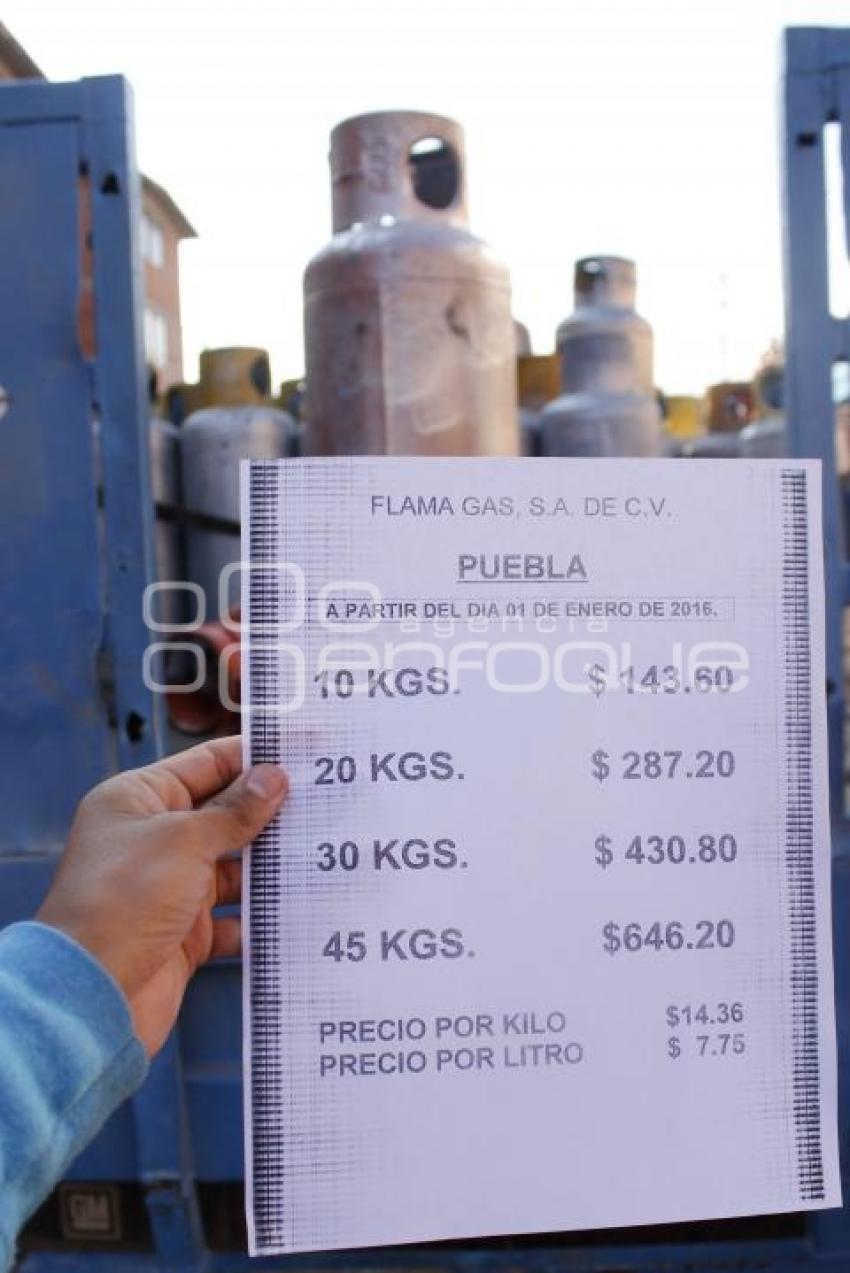 FLAMA GAS, S.A. DE C.V.
PUEBLA
A PARTIR DEL DIA 01 DE ENERO DE 2016.
agencia
enfoque
10 KGS. $ 143.60
20 KGS. $ 287.20
30 KGS. $ 430.80
45 KGS. $646.20
PRECIO POR KILO $14.36
PRECIO POR LITRO $ 7.75
GM